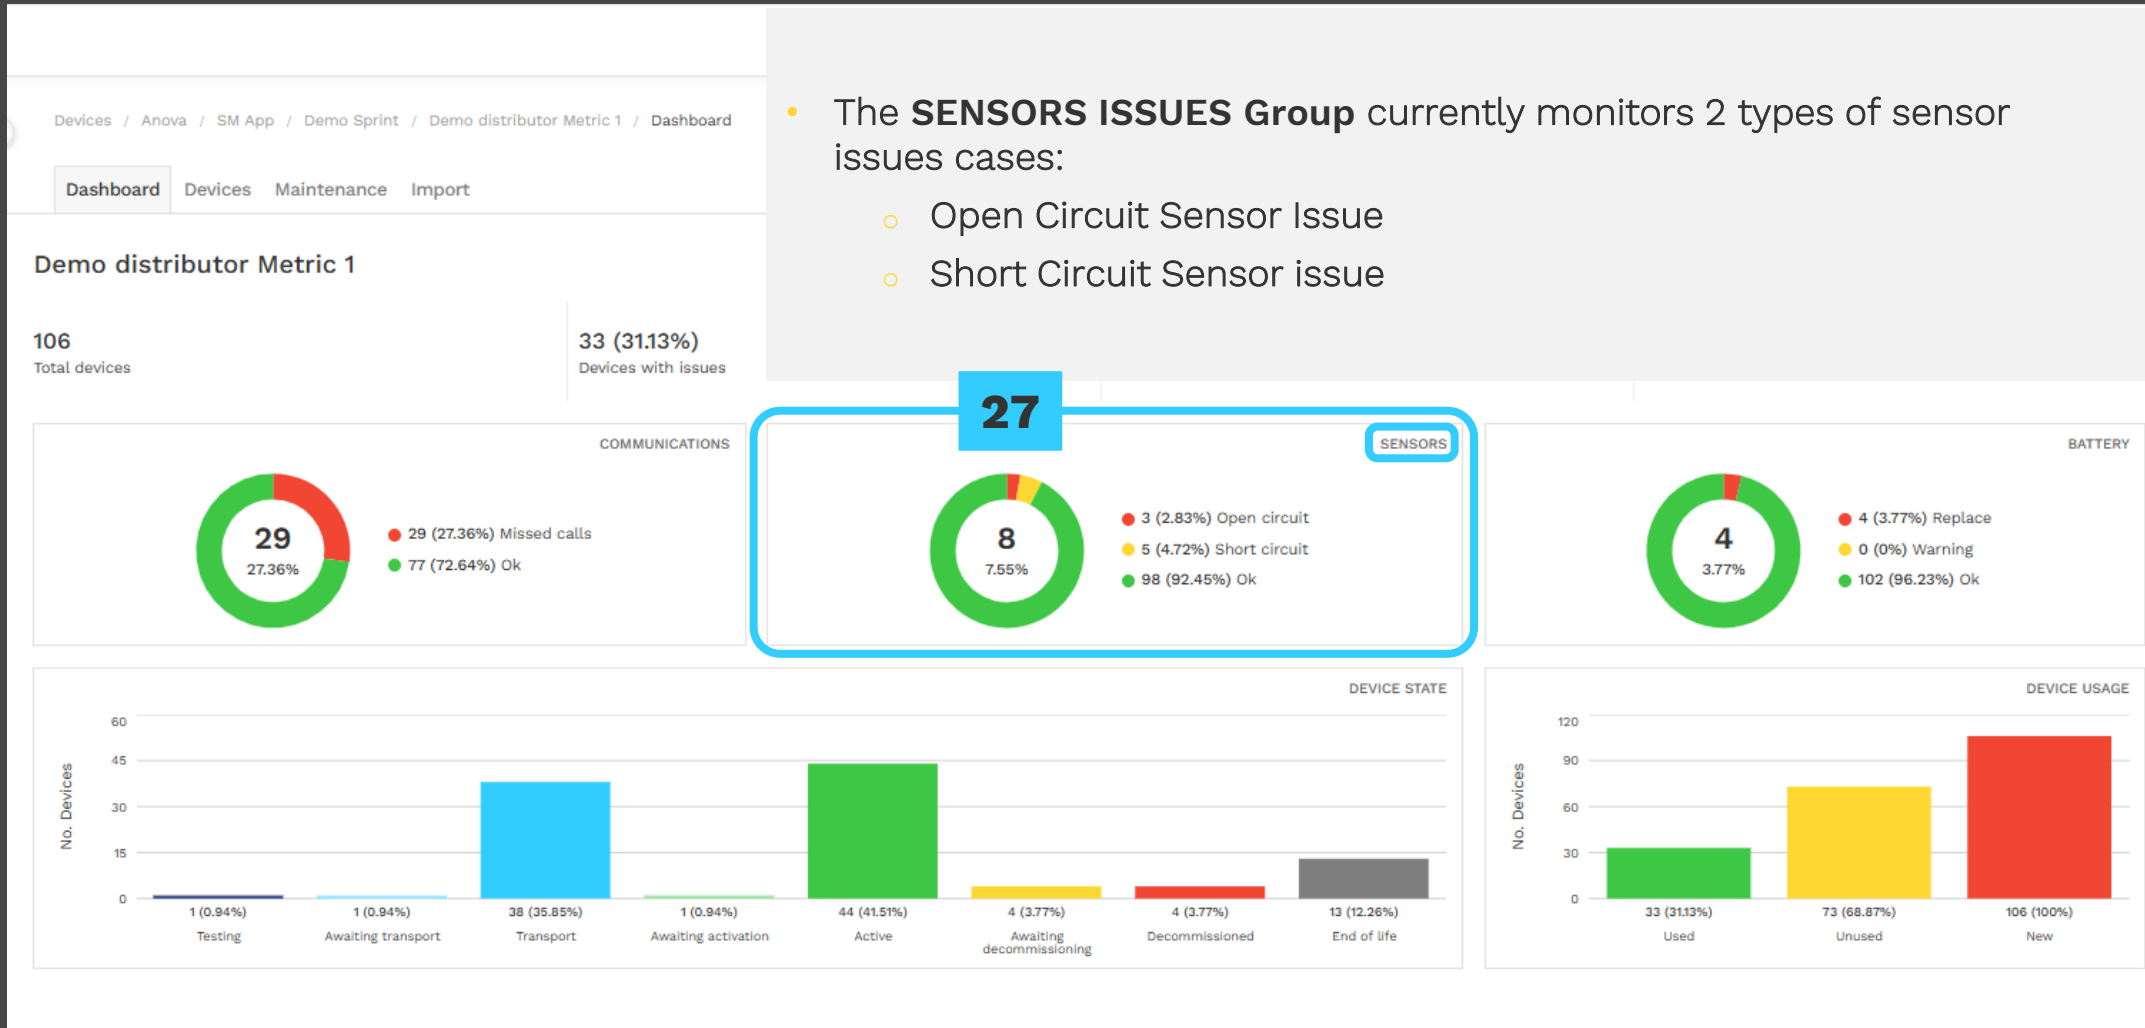 • The SENSORS ISSUES Group currently monitors 2 types of sensor
issues cases:
○ Open Circuit Sensor Issue
○ Short Circuit Sensor issue
Devices / Anova / SM App / Demo Sprint / Demo distributor Metric 1 / Dashboard
Dashboard Devices Maintenance Import
Demo distributor Metric 1
106
Total devices
33 (31.13%)
Devices with issues
27
COMMUNICATIONS
29
27.36%
29 (27.36%) Missed calls
77 (72.64%) Ok
SENSORS
8
7.55%
3 (2.83%) Open circuit
5 (4.72%) Short circuit
98 (92.45%) Ok
BATTERY
4
3.77%
4 (3.77%) Replace
0 (0%) Warning
102 (96.23%) Ok
DEVICE STATE
No. Devices
60
45
30
15
0
1 (0.94%) 1 (0.94%) 38 (35.85%) 1 (0.94%) 44 (41.51%) 4 (3.77%) 4 (3.77%) 13 (12.26%)
Testing Awaiting transport Transport Awaiting activation Active Awaiting Decommissioned End of life
decommissioning
DEVICE USAGE
No. Devices
120
90
60
30
0
33 (31.13%) 73 (68.87%) 106 (100%)
Used Unused New